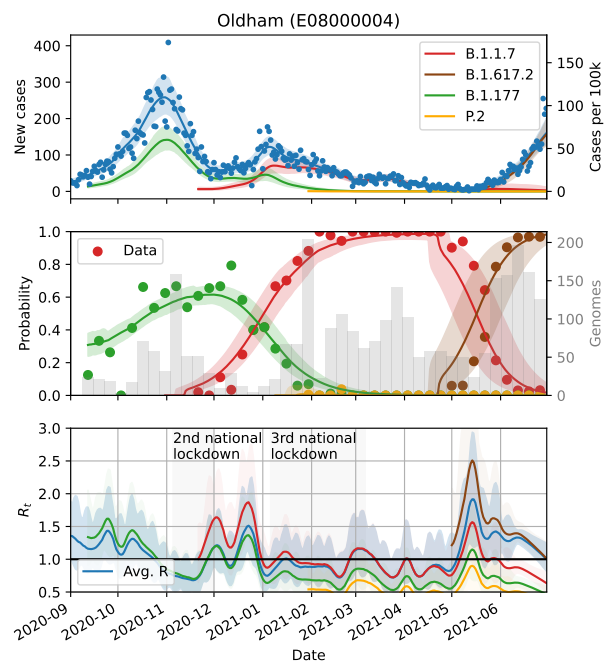 Oldham (E08000004)
400
300
200
100
0
New cases
150
100
50
0
Cases per 100k
B.1.1.7
B.1.617.2
B.1.177
P.2
1.0
0.8
0.6
0.4
0.2
0.0
Probability
Data
200
150
100
50
0
Genomes
3.0
2.5
2.0
1.5
1.0
0.5
Rt
2nd national
lockdown
3rd national
lockdown
Avg. R
2020-09
2020-10
2020-11
2020-12
2021-01
2021-02
2021-03
2021-04
2021-05
2021-06
Date